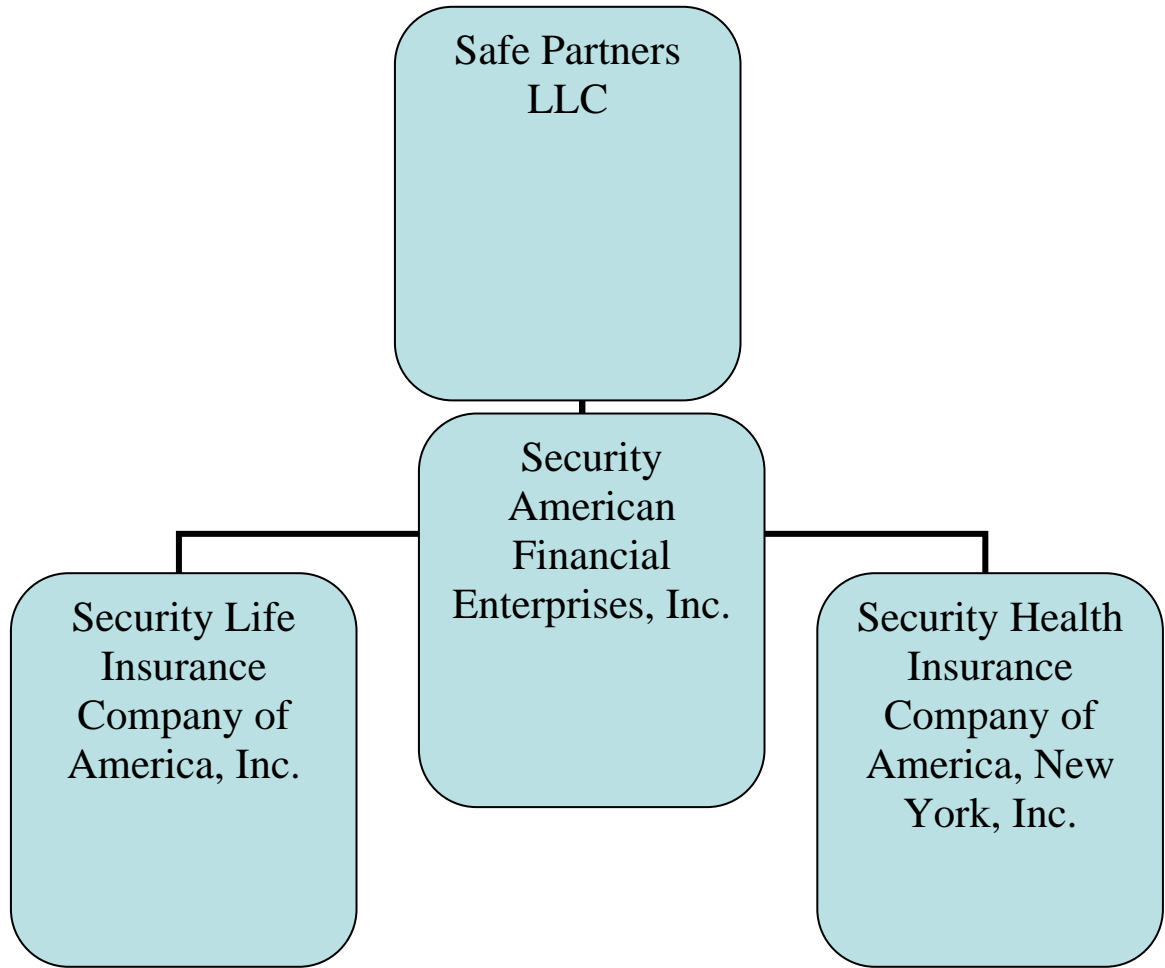 Safe Partners
LLC
Security
American
Financial
Enterprises, Inc.
Security Life
Insurance
Company of
America, Inc.
Security Health
Insurance
Company of
America, New
York, Inc.